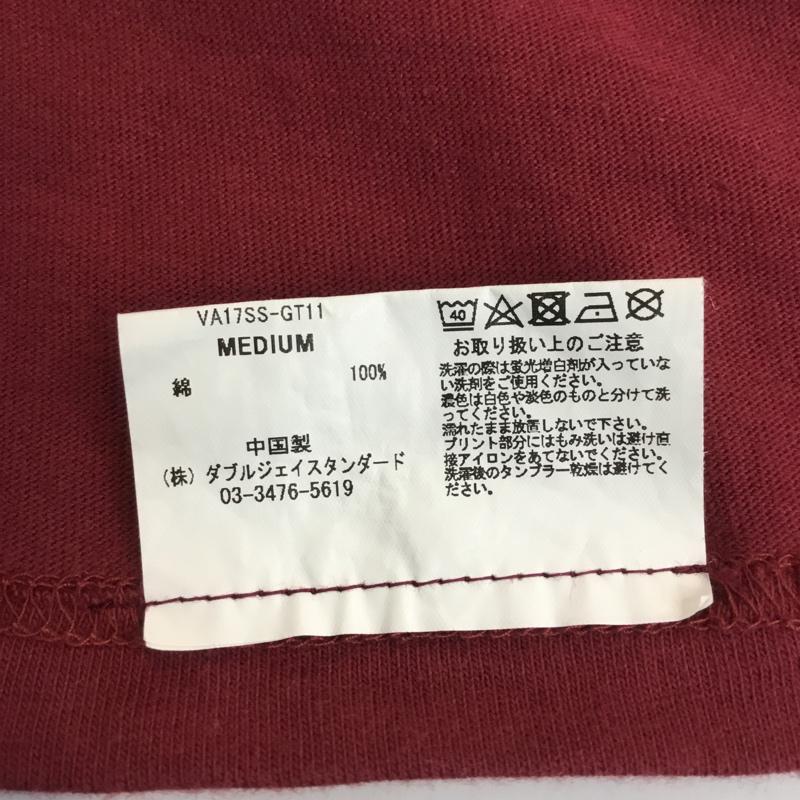 VA17SS-GT11
MEDIUM
綿 100%
中国製
（株）ダブルジェイスタンダード
03-3476-5619
40
お取り扱い上のご注意
洗濯の際は蛍光増白剤が入っていな
い洗剤をご使用ください。
濃色は白色や淡色のものと分けて洗
ってください。
濡れたまま放置しないで下さい。
プリント部分にはもみ洗いは避け直
接アイロンをあてないでください。
洗濯後のタンブラー乾燥は避けてく
ださい。